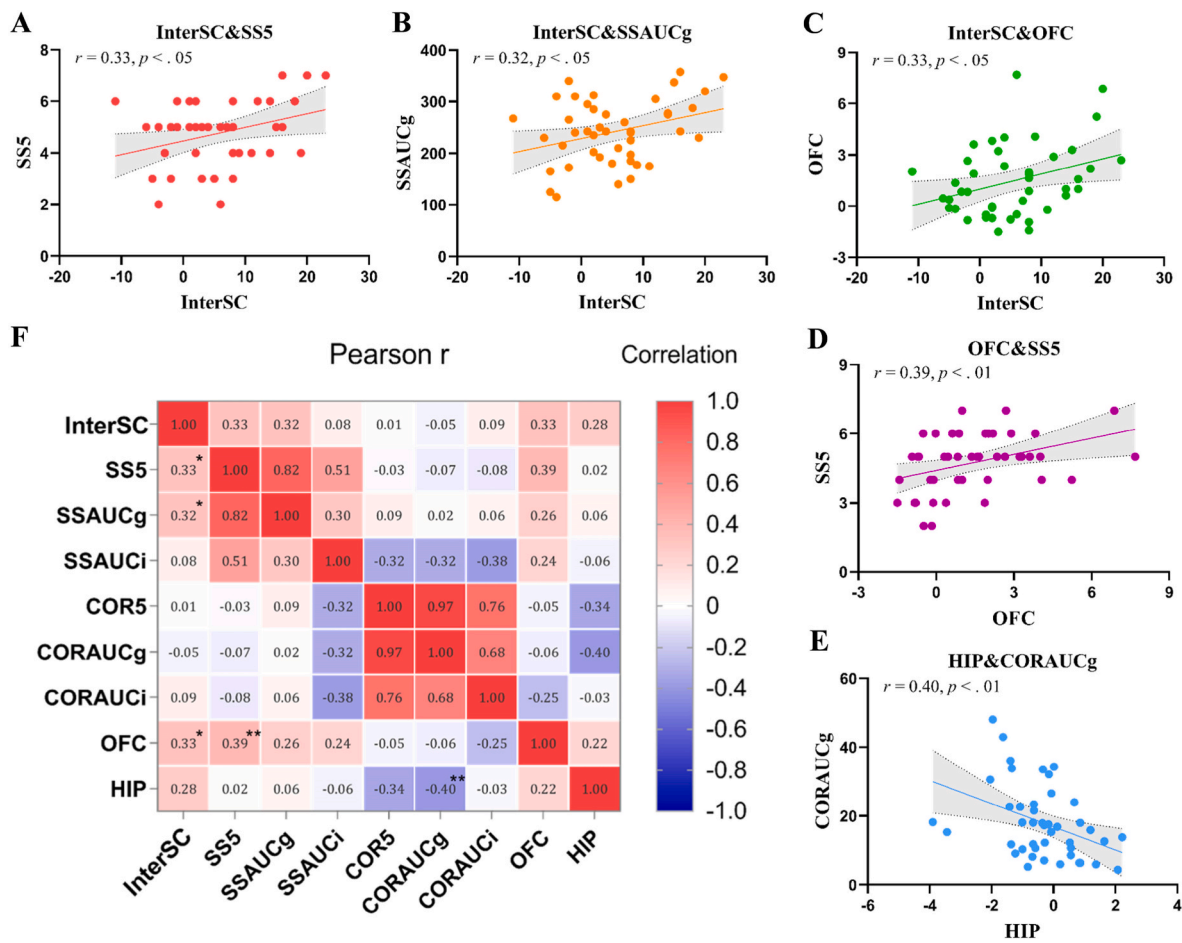 A
InterSC&SS5
r = 0.33, p < . 05
8
6
4
2
0
SS5
-20 -10 0 10 20 30
InterSC
B
InterSC&SSAUCg
r = 0.32, p < . 05
400
300
200
100
0
SSAUCg
-20 -10 0 10 20 30
InterSC
C
InterSC&OFC
r = 0.33, p < . 05
9
6
3
0
-3
OFC
-20 -10 0 10 20 30
InterSC
F
Pearson r
Correlation
InterSC 1.00 0.33 0.32 0.08 0.01 -0.05 0.09 0.33 0.28
SS5 0.33* 1.00 0.82 0.51 -0.03 -0.07 -0.08 0.39 0.02
SSAUCg 0.32* 0.82 1.00 0.30 0.09 0.02 0.06 0.26 0.06
SSAUCi 0.08 0.51 0.30 1.00 -0.32 -0.32 -0.38 0.24 -0.06
COR5 0.01 -0.03 0.09 -0.32 1.00 0.97 0.76 -0.05 -0.34
CORAUCg -0.05 -0.07 0.02 -0.32 0.97 1.00 0.68 -0.06 -0.40
CORAUCi 0.09 -0.08 0.06 -0.38 0.76 0.68 1.00 -0.25 -0.03
OFC 0.33* 0.39** 0.26 0.24 -0.05 -0.06 -0.25 1.00 0.22
HIP 0.28 0.02 0.06 -0.06 -0.34 -0.40** -0.03 0.22 1.00
InterSC SS5 SSAUCg SSAUCi COR5 CORAUCg CORAUCi OFC HIP
1.0
0.8
0.6
0.4
0.2
0
-0.2
-0.4
-0.6
-0.8
-1.0
D
OFC&SS5
r = 0.39, p < . 01
9
6
3
0
SS5
-3 0 3 6 9
OFC
E
HIP&CORAUCg
r = 0.40, p < . 01
60
40
20
0
CORAUCg
-6 -4 -2 0 2 4
HIP